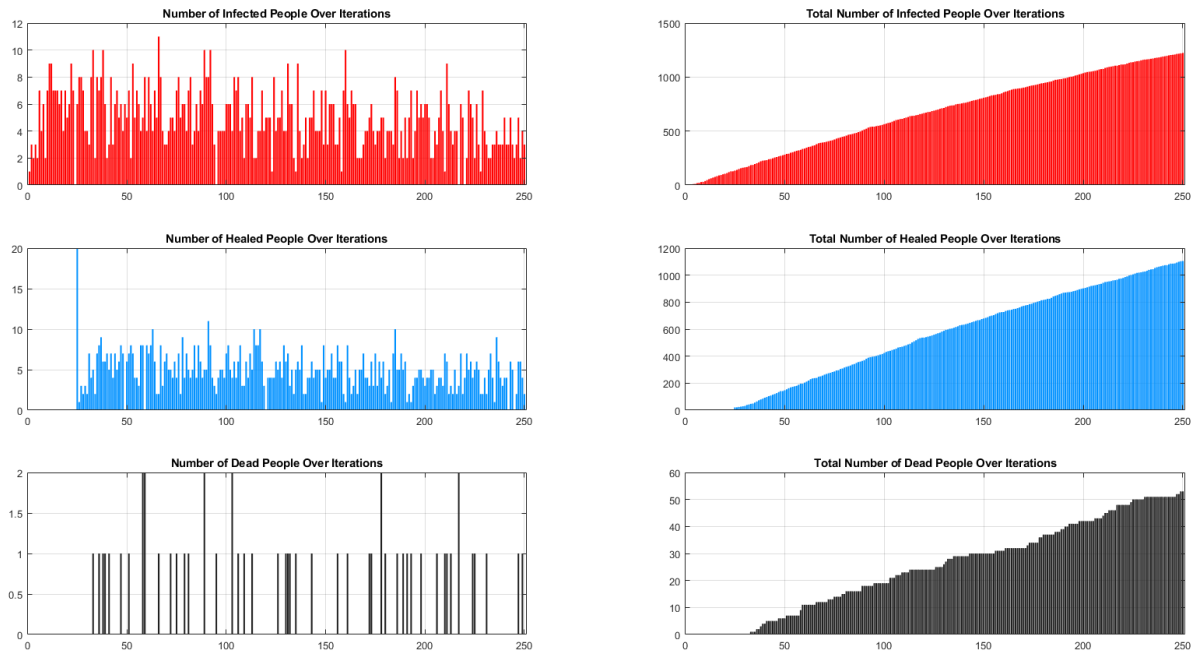 Number of Infected People Over Iterations
12
10
8
6
4
2
0
0 50 100 150 200 250
Total Number of Infected People Over Iterations
1500
1000
500
0
0 50 100 150 200 250
Number of Healed People Over Iterations
20
15
10
5
0
0 50 100 150 200 250
Total Number of Healed People Over Iterations
1200
1000
800
600
400
200
0
0 50 100 150 200 250
Number of Dead People Over Iterations
2
1.5
1
0.5
0
0 50 100 150 200 250
Total Number of Dead People Over Iterations
60
50
40
30
20
10
0
0 50 100 150 200 250